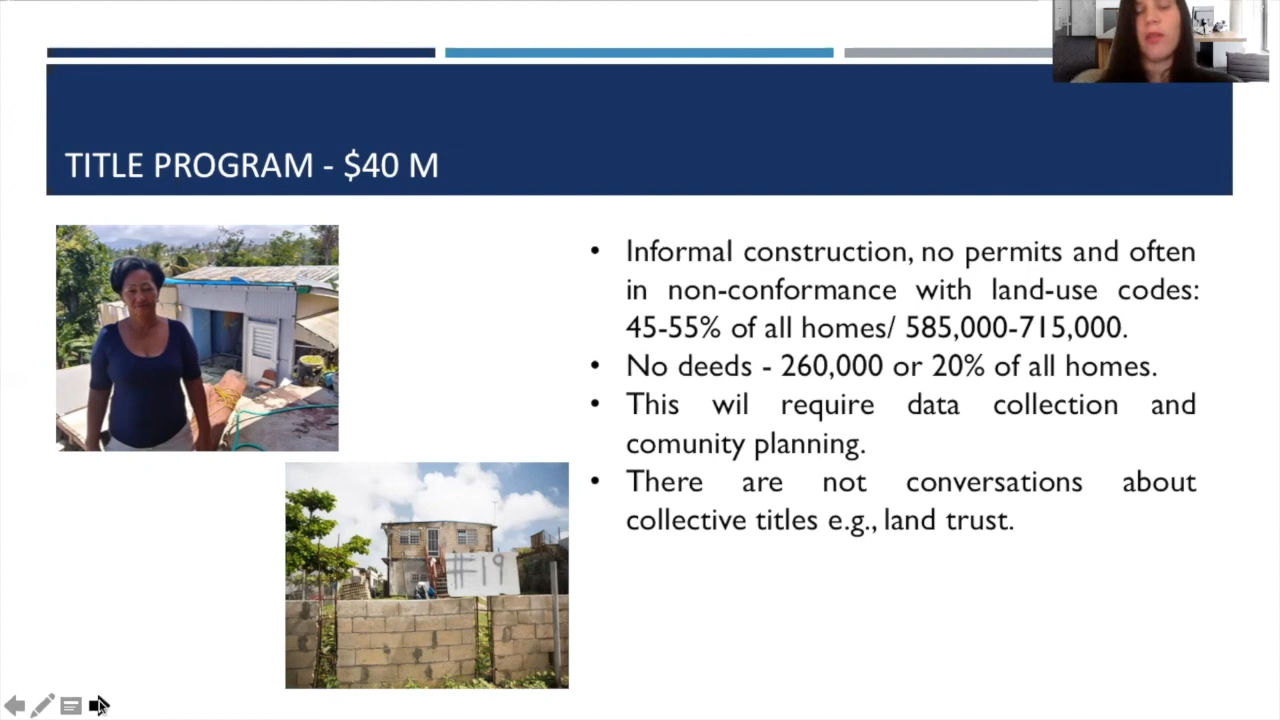 TITLE PROGRAM - $40 M
• Informal construction, no permits and often
in non-conformance with land-use codes:
45-55% of all homes/ 585,000-715,000.
• No deeds - 260,000 or 20% of all homes.
• This wil require data collection and
comunity planning.
• There are not conversations about
collective titles e.g., land trust.
#19